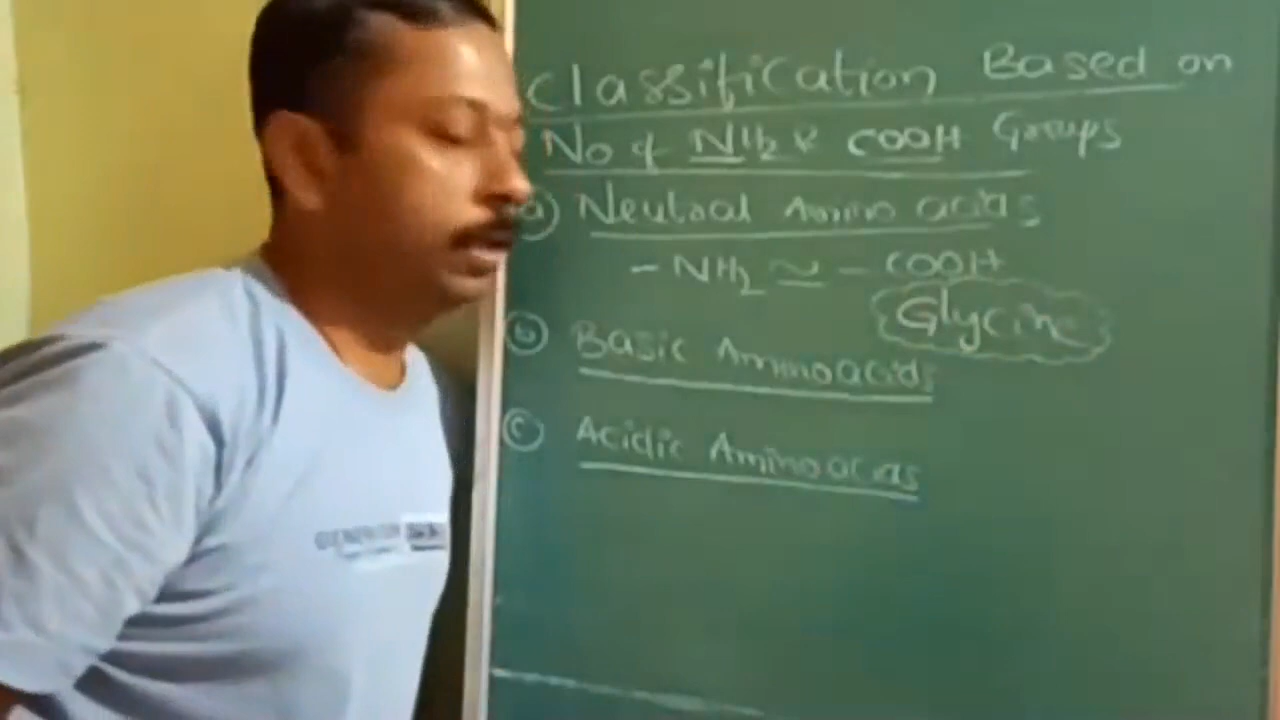 Classification Based on
No of NH2 & COOH Groups
a) Neutral Amino acids
- NH2 ≃ - COOH
Glycine
b Basic Aminoacids
c Acidic Aminoacids